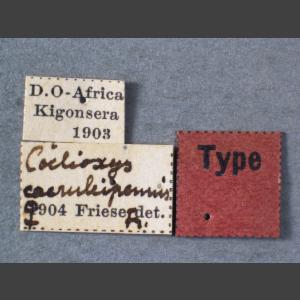 D.O-Africa
Kigonsera
1903
Coelioxys
coeruleipennis
♀ 1904 Friese det.
n.
Type